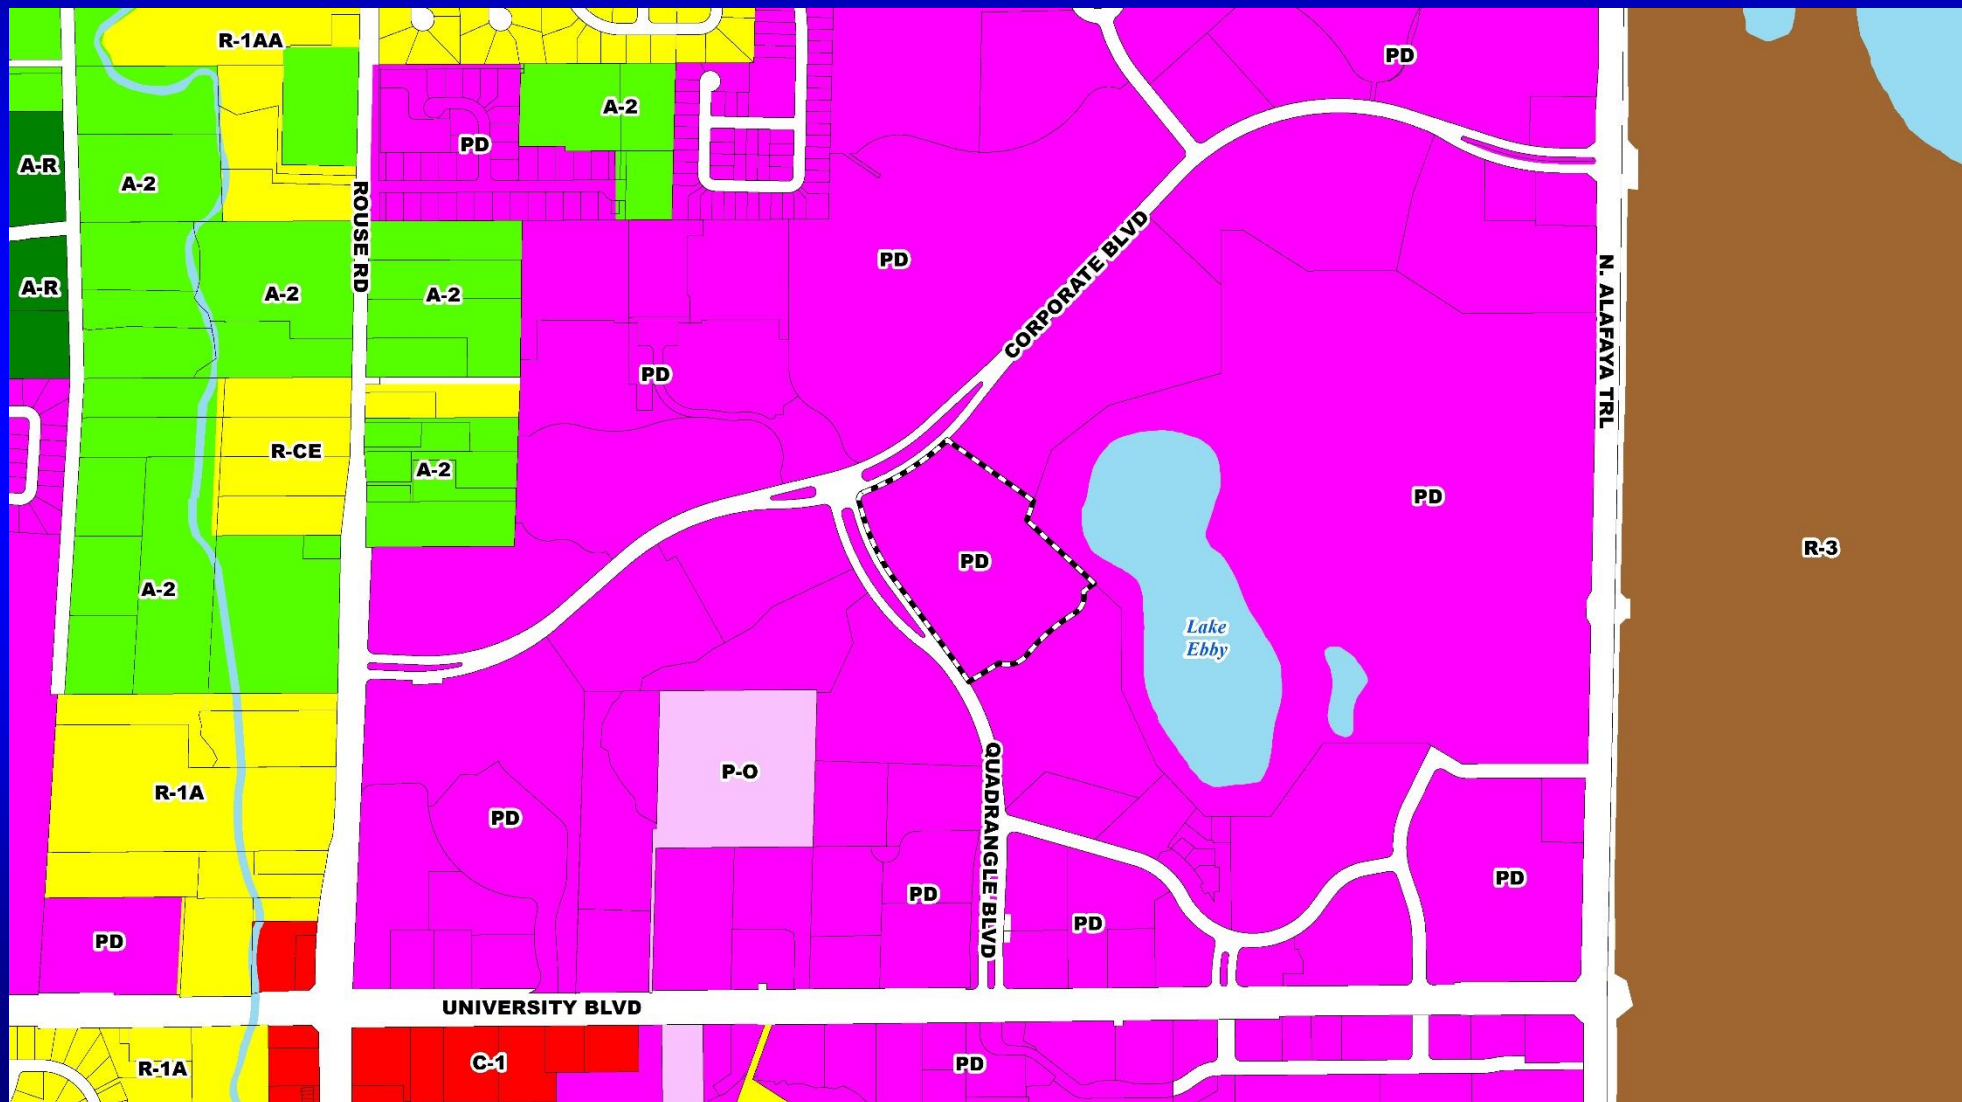 R-1AA
PD
A-2
PD
A-R
A-2
ROUSE RD
CORPORATE BLVD
PD
N. ALAFAYA TRL
A-R
A-2
A-2
PD
R-CE
A-2
PD
R-3
PD
A-2
Lake
Ebby
P-O
QUADRANGLE BLVD
R-1A
PD
PD
PD
PD
PD
UNIVERSITY BLVD
R-1A
C-1
PD